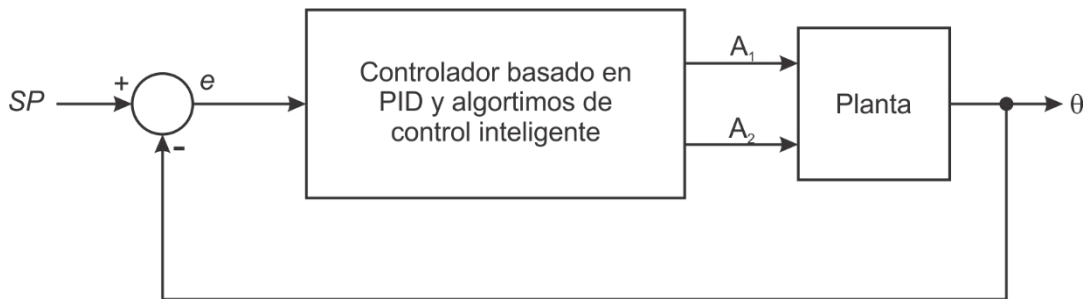 SP
+
-
e
Controlador basado en
PID y algortimos de
control inteligente
A₁
A₂
Planta
θ